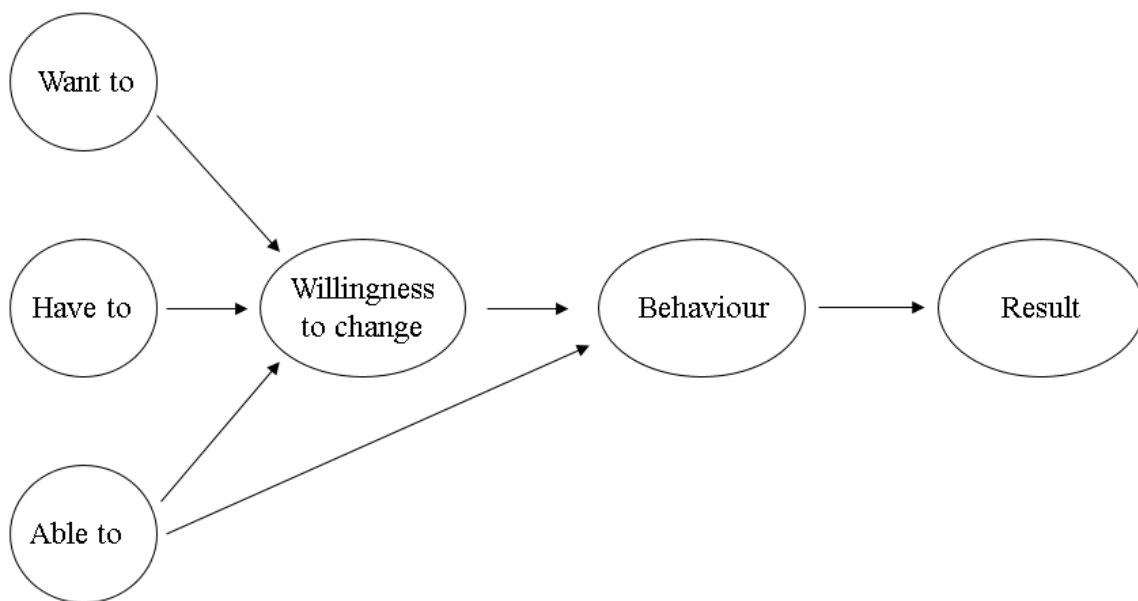 Want to
Have to
Willingness
to change
Behaviour
Result
Able to